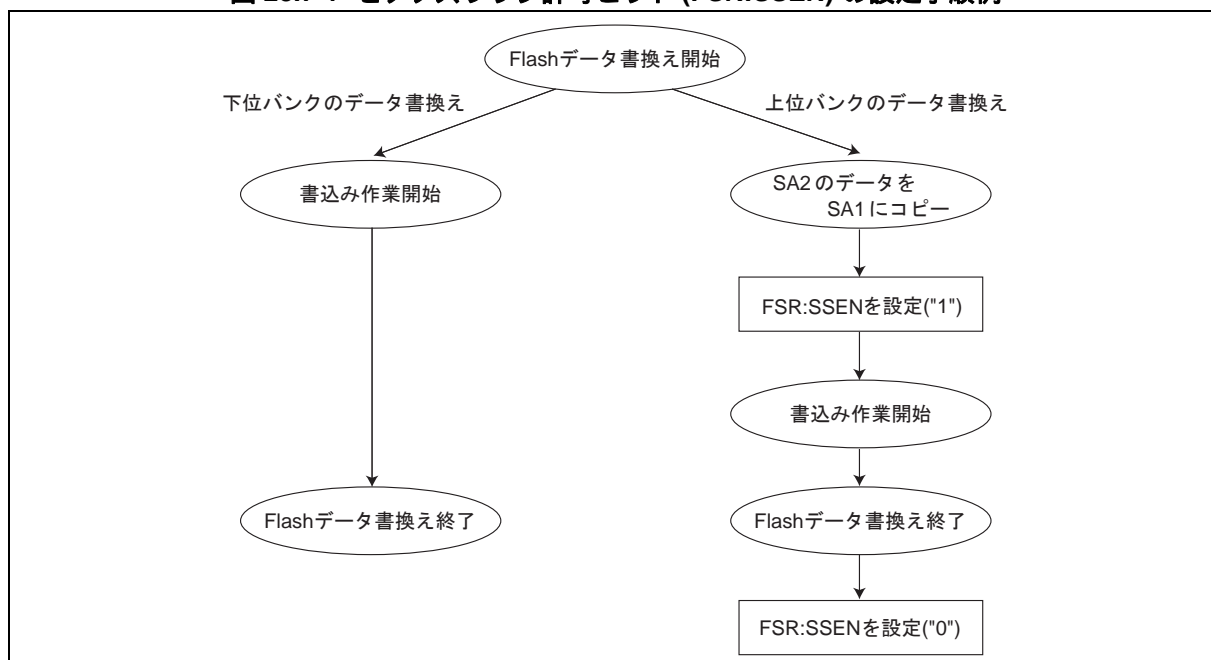 Flashデータ書換え開始
下位バンクのデータ書換え
上位バンクのデータ書換え
書込み作業開始
SA2のデータを
SA1にコピー
FSR:SSENを設定("1")
書込み作業開始
Flashデータ書換え終了
Flashデータ書換え終了
FSR:SSENを設定("0")